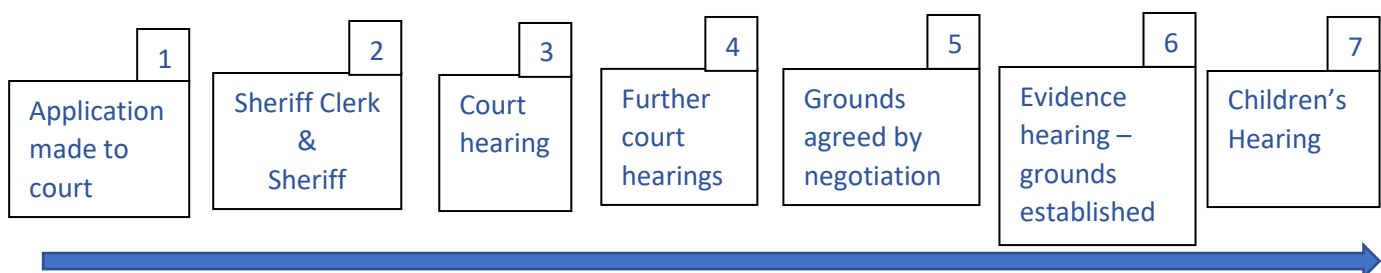 1
Application
made to
court
2
Sheriff Clerk
&
Sheriff
3
Court
hearing
4
Further
court
hearings
5
Grounds
agreed by
negotiation
6
Evidence
hearing –
grounds
established
7
Children's
Hearing